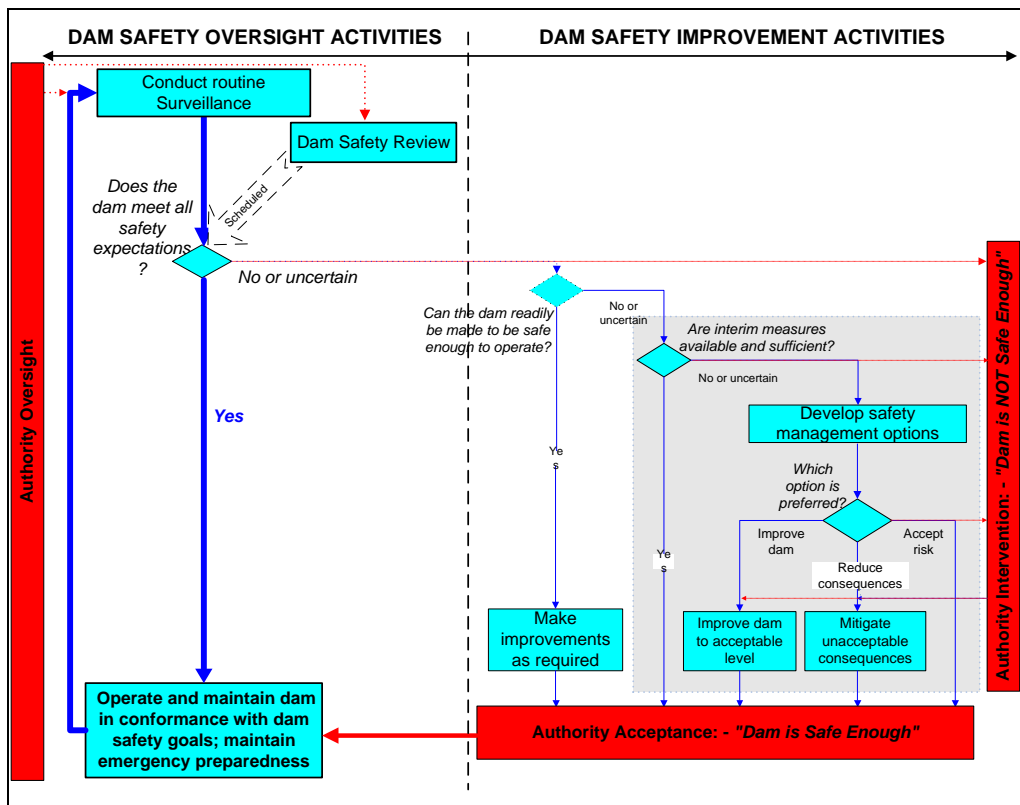 DAM SAFETY OVERSIGHT ACTIVITIES
DAM SAFETY IMPROVEMENT ACTIVITIES
Authority Oversight
Conduct routine
Surveillance
Dam Safety Review
Scheduled
Does the
dam meet all
safety
expectations
?
No or uncertain
Yes
Operate and maintain dam
in conformance with dam
safety goals; maintain
emergency preparedness
Can the dam readily
be made to be safe
enough to operate?
No or
uncertain
Ye
s
Make
improvements
as required
Are interim measures
available and sufficient?
No or uncertain
Ye
s
Develop safety
management options
Which
option is
preferred?
Improve
dam
Accept
risk
Reduce
consequences
Improve dam
to acceptable
level
Mitigate
unacceptable
consequences
Authority Acceptance: - "Dam is Safe Enough"
Authority Intervention: - "Dam is NOT Safe Enough"